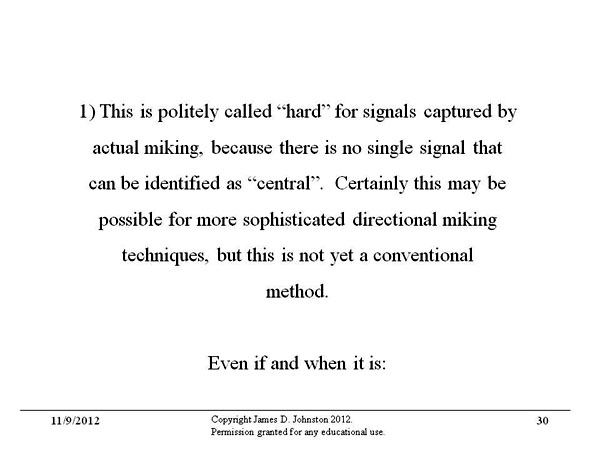 1) This is politely called “hard” for signals captured by
actual miking, because there is no single signal that
can be identified as “central”.  Certainly this may be
possible for more sophisticated directional miking
techniques, but this is not yet a conventional
method.
Even if and when it is:
11/9/2012
Copyright James D. Johnston 2012.
Permission granted for any educational use.
30